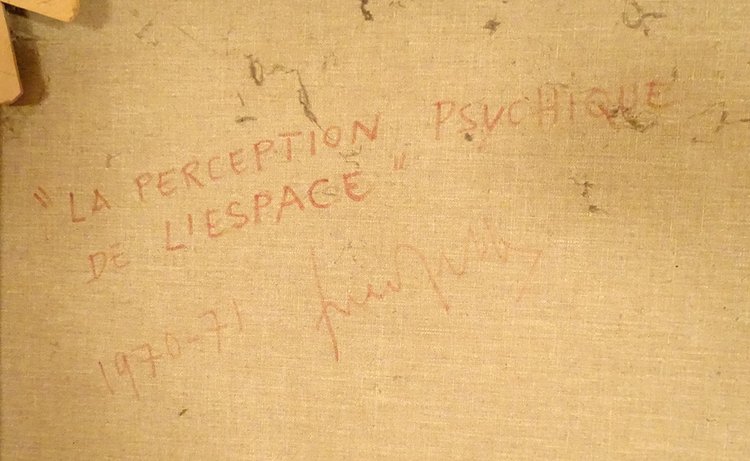 "LA PERCEPTION PSYCHIQUE
DE L'ESPACE"
1970-71